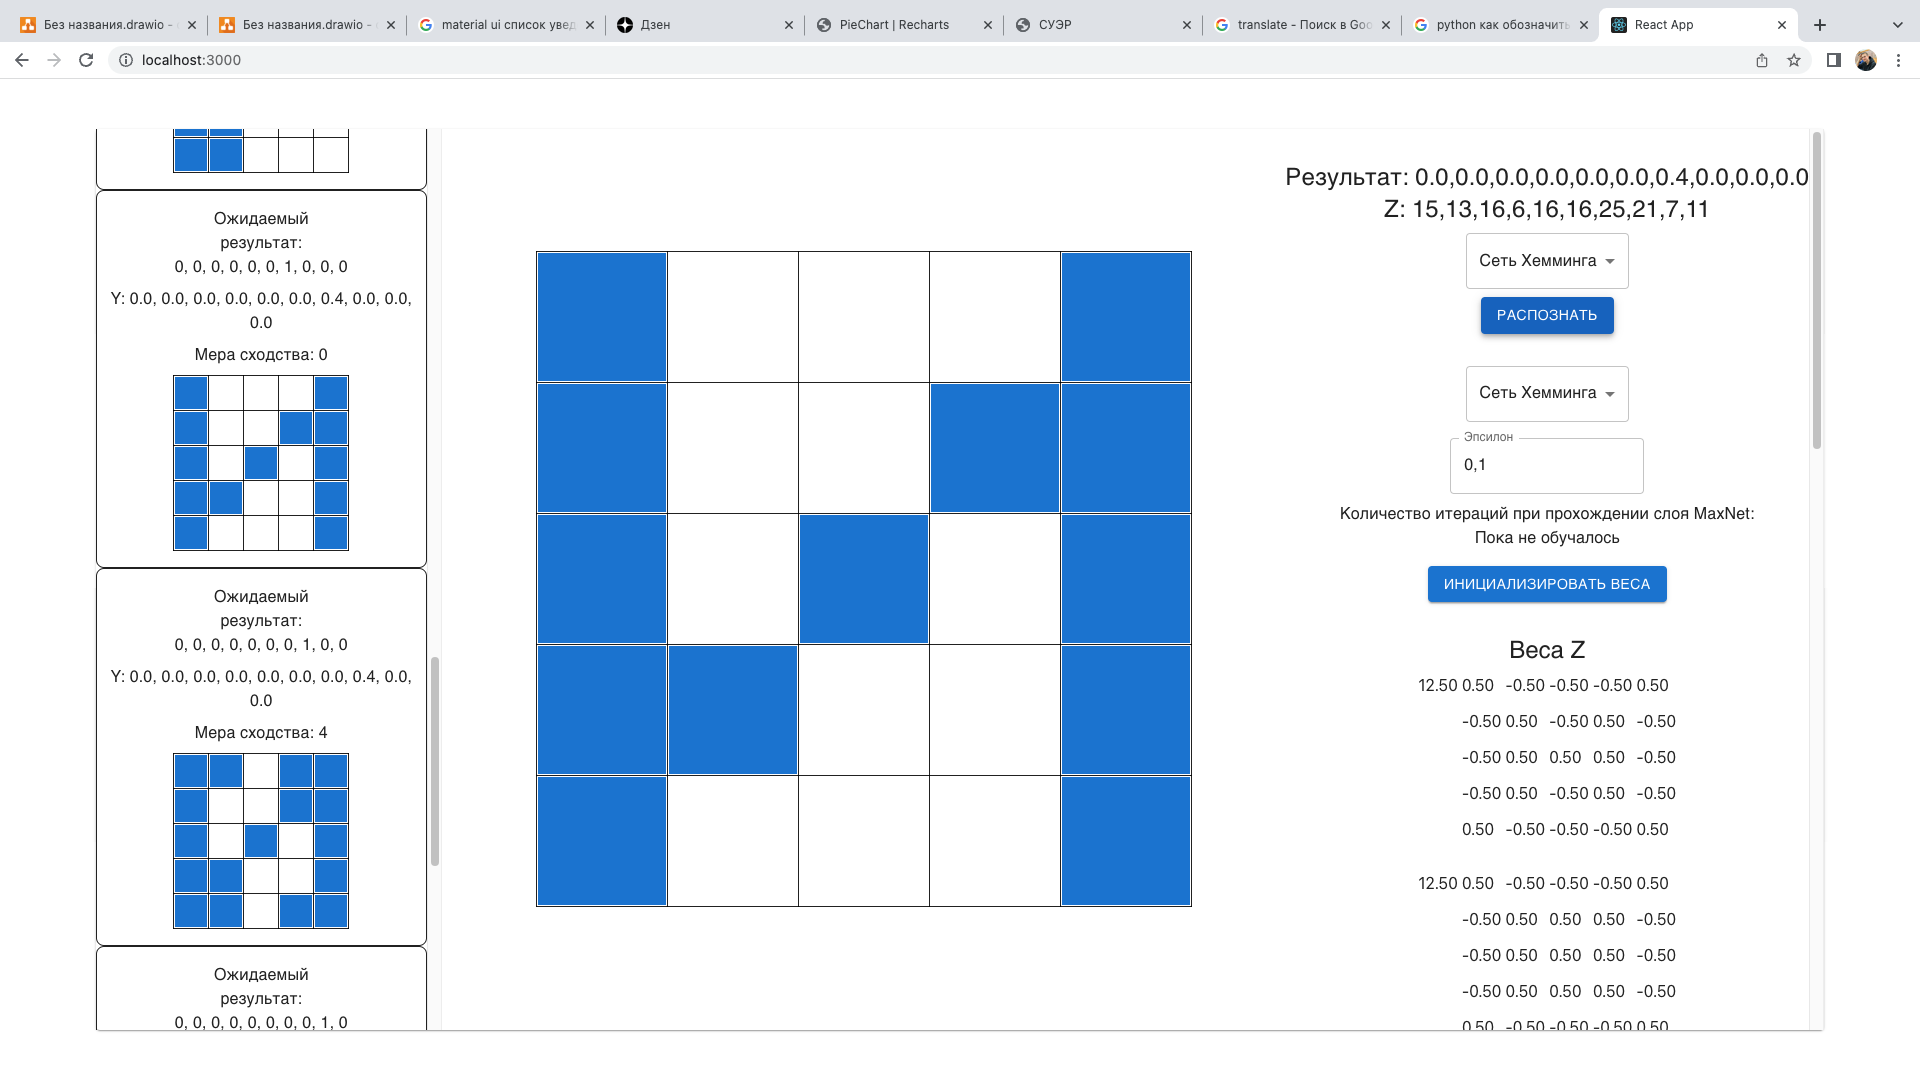 Без названия.drawio -
Без названия.drawio -
material ui список увед
Дзен
PieChart | Recharts
СУЭР
translate - Поиск в Goo
python как обозначить
React App
localhost:3000
Ожидаемый
результат:
0, 0, 0, 0, 0, 0, 1, 0, 0, 0
Y: 0.0, 0.0, 0.0, 0.0, 0.0, 0.0, 0.4, 0.0, 0.0,
0.0
Мера сходства: 0
Ожидаемый
результат:
0, 0, 0, 0, 0, 0, 0, 1, 0, 0
Y: 0.0, 0.0, 0.0, 0.0, 0.0, 0.0, 0.0, 0.4, 0.0,
0.0
Мера сходства: 4
Ожидаемый
результат:
0, 0, 0, 0, 0, 0, 0, 0, 1, 0
Результат: 0.0,0.0,0.0,0.0,0.0,0.0,0.4,0.0,0.0,0.0
Z: 15,13,16,6,16,16,25,21,7,11
Сеть Хемминга
РАСПОЗНАТЬ
Сеть Хемминга
Эпсилон
0,1
Количество итераций при прохождении слоя MaxNet:
Пока не обучалось
ИНИЦИАЛИЗИРОВАТЬ ВЕСА
Веса Z
12.50 0.50 -0.50 -0.50 -0.50 0.50
-0.50 0.50 -0.50 0.50 -0.50
-0.50 0.50 0.50 0.50 -0.50
-0.50 0.50 -0.50 0.50 -0.50
0.50 -0.50 -0.50 -0.50 0.50
12.50 0.50 -0.50 -0.50 -0.50 0.50
-0.50 0.50 0.50 0.50 -0.50
-0.50 0.50 0.50 0.50 -0.50
-0.50 0.50 0.50 0.50 -0.50
0.50 -0.50 -0.50 -0.50 0.50